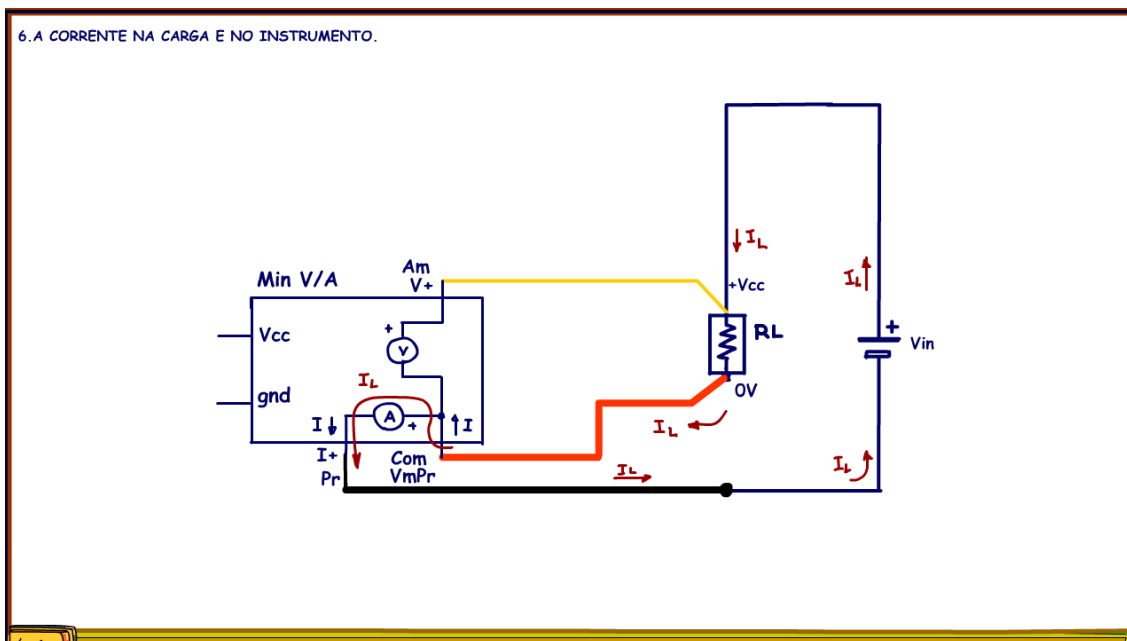 6.A CORRENTE NA CARGA E NO INSTRUMENTO.
Min V/A
Am
V+
Vcc
gnd
+
V
A
+
IL
I
I
I+
Pr
Com
VmPr
IL
+Vcc
RL
0V
IL
IL
IL
IL
+
Vin